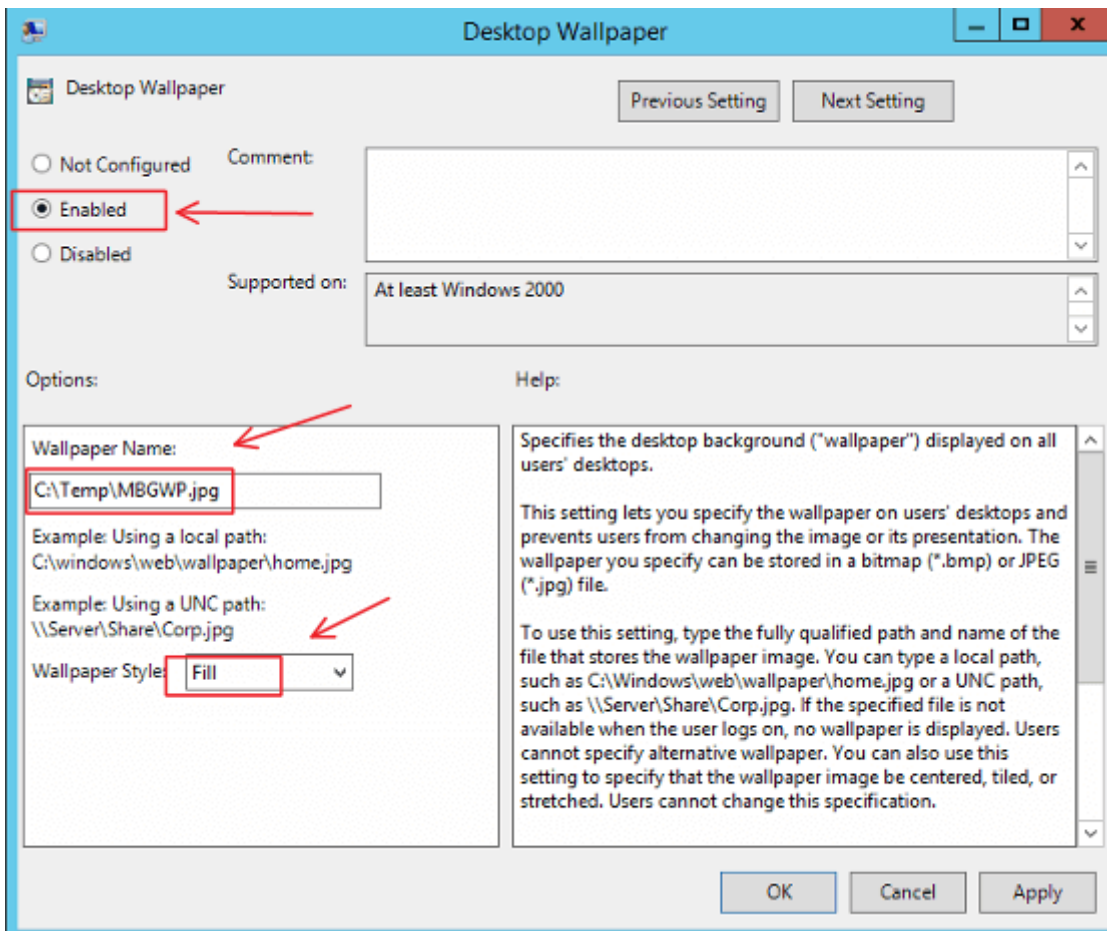 Desktop Wallpaper
Desktop Wallpaper
Previous Setting
Next Setting
Not Configured
Comment:
Enabled
Disabled
Supported on:
At least Windows 2000
Options:
Help:
Wallpaper Name:
C:\Temp\MBGWP.jpg
Example: Using a local path:
C:\windows\web\wallpaper\home.jpg
Example: Using a UNC path:
\\Server\Share\Corp.jpg
Wallpaper Style:
Fill
Specifies the desktop background ("wallpaper") displayed on all
users' desktops.
This setting lets you specify the wallpaper on users' desktops and
prevents users from changing the image or its presentation. The
wallpaper you specify can be stored in a bitmap (*.bmp) or JPEG
(*.jpg) file.
To use this setting, type the fully qualified path and name of the
file that stores the wallpaper image. You can type a local path,
such as C:\Windows\web\wallpaper\home.jpg or a UNC path,
such as \\Server\Share\Corp.jpg. If the specified file is not
available when the user logs on, no wallpaper is displayed. Users
cannot specify alternative wallpaper. You can also use this
setting to specify that the wallpaper image be centered, tiled, or
stretched. Users cannot change this specification.
OK
Cancel
Apply